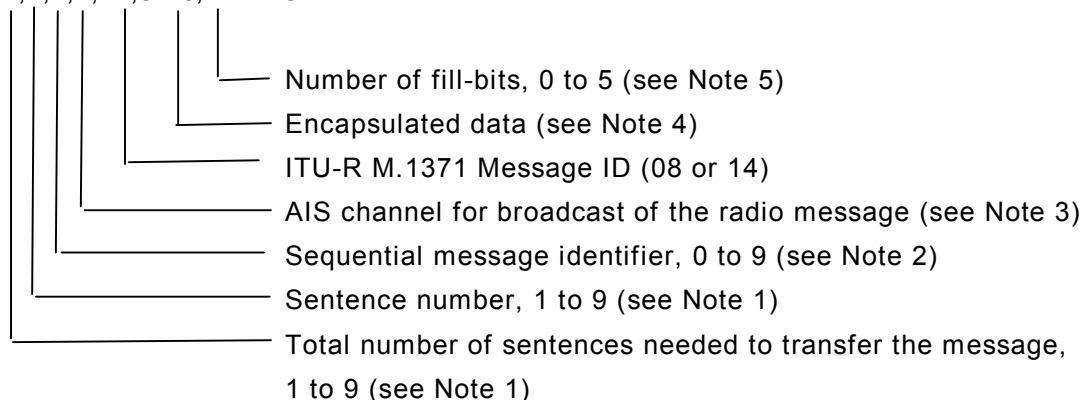 Number of fill-bits, 0 to 5 (see Note 5)
Encapsulated data (see Note 4)
ITU-R M.1371 Message ID (08 or 14)
AIS channel for broadcast of the radio message (see Note 3)
Sequential message identifier, 0 to 9 (see Note 2)
Sentence number, 1 to 9 (see Note 1)
Total number of sentences needed to transfer the message,
1 to 9 (see Note 1)